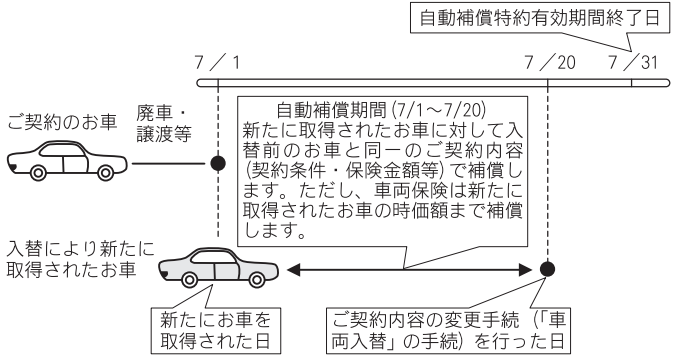 自動補償特約有効期間終了日
7／1
7／20
7／31
ご契約のお車
廃車・
譲渡等
自動補償期間(7/1～7/20)
新たに取得されたお車に対して入
替前のお車と同一のご契約内容
(契約条件・保険金額等)で補償し
ます。ただし、車両保険は新たに
取得されたお車の時価額まで補償
します。
入替により新たに
取得されたお車
新たにお車を
取得された日
ご契約内容の変更手続（「車
両入替」の手続）を行った日